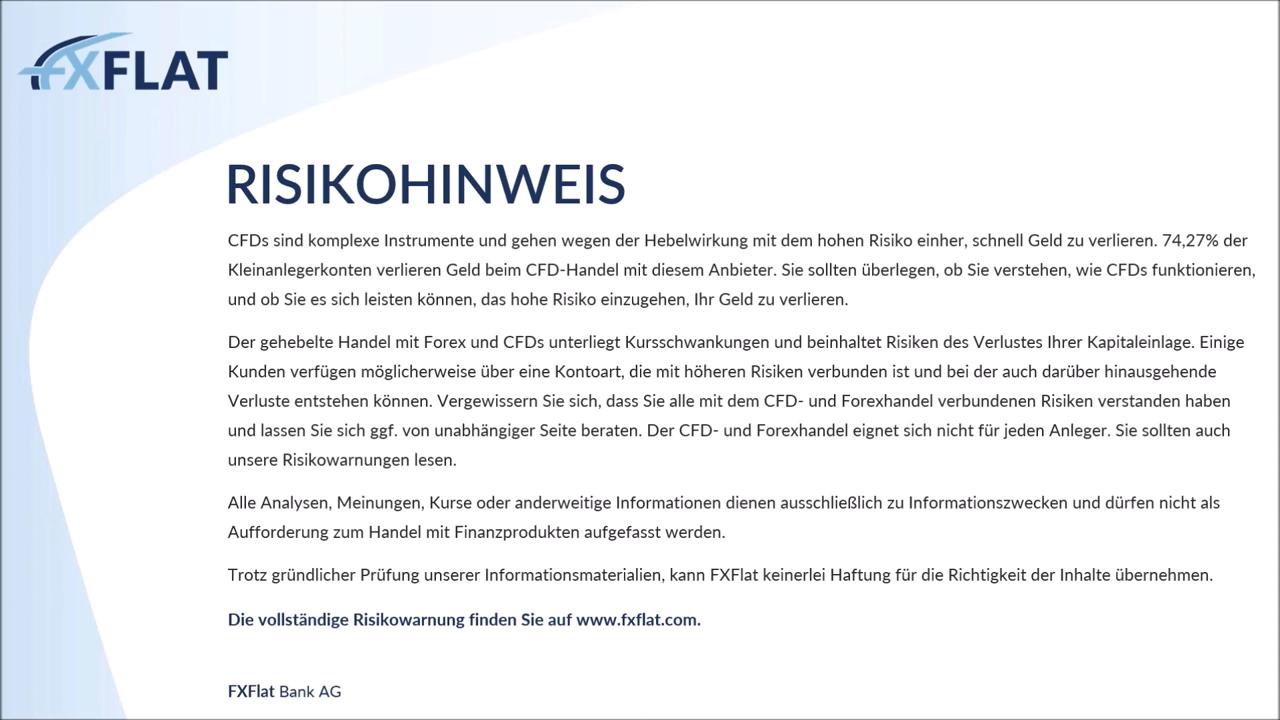 FXFLAT
RISIKOHINWEIS
CFDs sind komplexe Instrumente und gehen wegen der Hebelwirkung mit dem hohen Risiko einher, schnell Geld zu verlieren. 74,27% der
Kleinanlegerkonten verlieren Geld beim CFD-Handel mit diesem Anbieter. Sie sollten überlegen, ob Sie verstehen, wie CFDs funktionieren,
und ob Sie es sich leisten können, das hohe Risiko einzugehen, Ihr Geld zu verlieren.
Der gehebelte Handel mit Forex und CFDs unterliegt Kursschwankungen und beinhaltet Risiken des Verlustes Ihrer Kapitaleinlage. Einige
Kunden verfügen möglicherweise über eine Kontoart, die mit höheren Risiken verbunden ist und bei der auch darüber hinausgehende
Verluste entstehen können. Vergewissern Sie sich, dass Sie alle mit dem CFD- und Forexhandel verbundenen Risiken verstanden haben
und lassen Sie sich ggf. von unabhängiger Seite beraten. Der CFD- und Forexhandel eignet sich nicht für jeden Anleger. Sie sollten auch
unsere Risikowarnungen lesen.
Alle Analysen, Meinungen, Kurse oder anderweitige Informationen dienen ausschließlich zu Informationszwecken und dürfen nicht als
Aufforderung zum Handel mit Finanzprodukten aufgefasst werden.
Trotz gründlicher Prüfung unserer Informationsmaterialien, kann FXFlat keinerlei Haftung für die Richtigkeit der Inhalte übernehmen.
Die vollständige Risikowarnung finden Sie auf www.fxflat.com.
FXFlat Bank AG